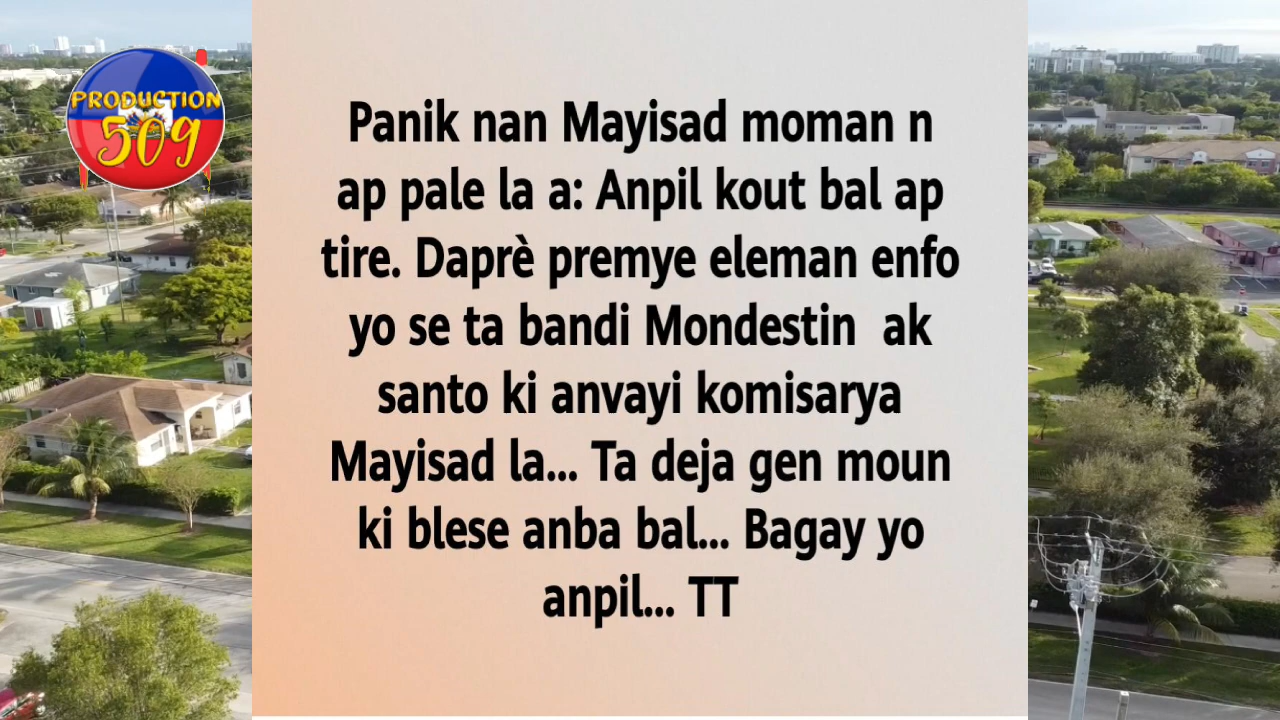 PRODUCTION
509
Panik nan Mayisad moman n
ap pale la a: Anpil kout bal ap
tire. Daprè premye eleman enfo
yo se ta bandi Mondestin  ak
santo ki anvayi komisarya
Mayisad la... Ta deja gen moun
ki blese anba bal... Bagay yo
anpil... TT